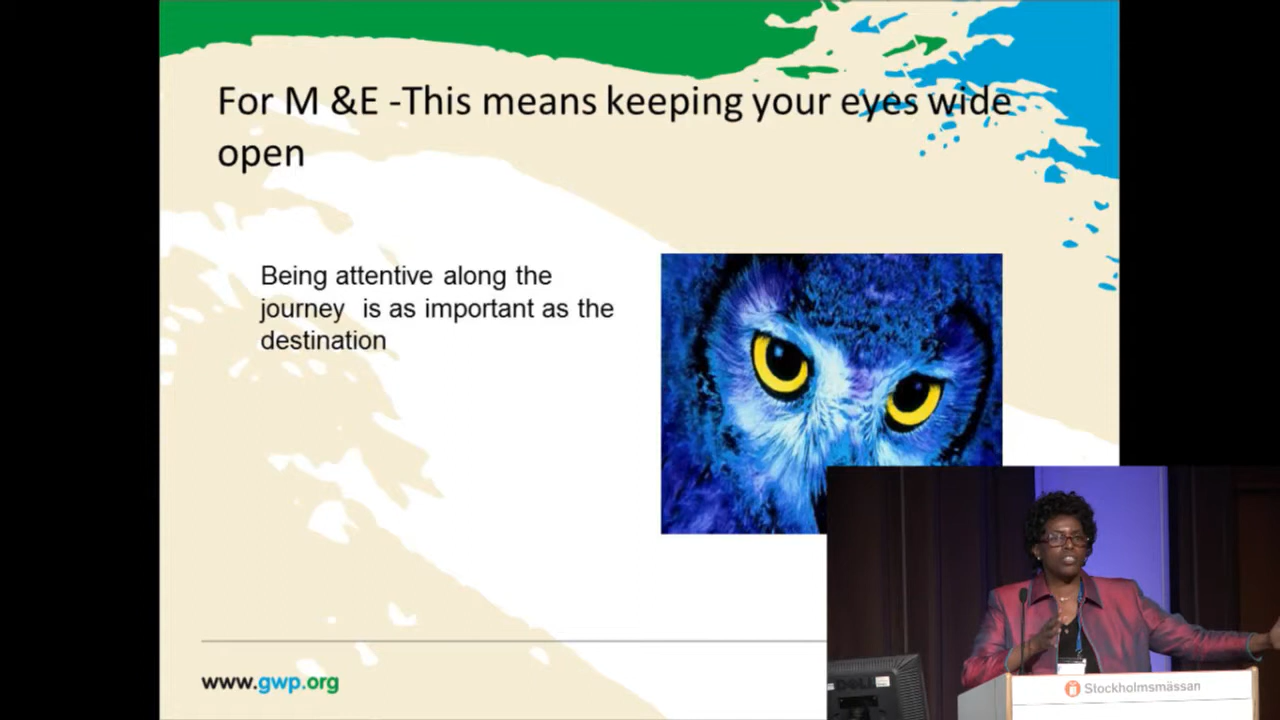 For M &E -This means keeping your eyes wide
open
Being attentive along the
journey  is as important as the
destination
www.gwp.org
DELL
Stockholmsmässan